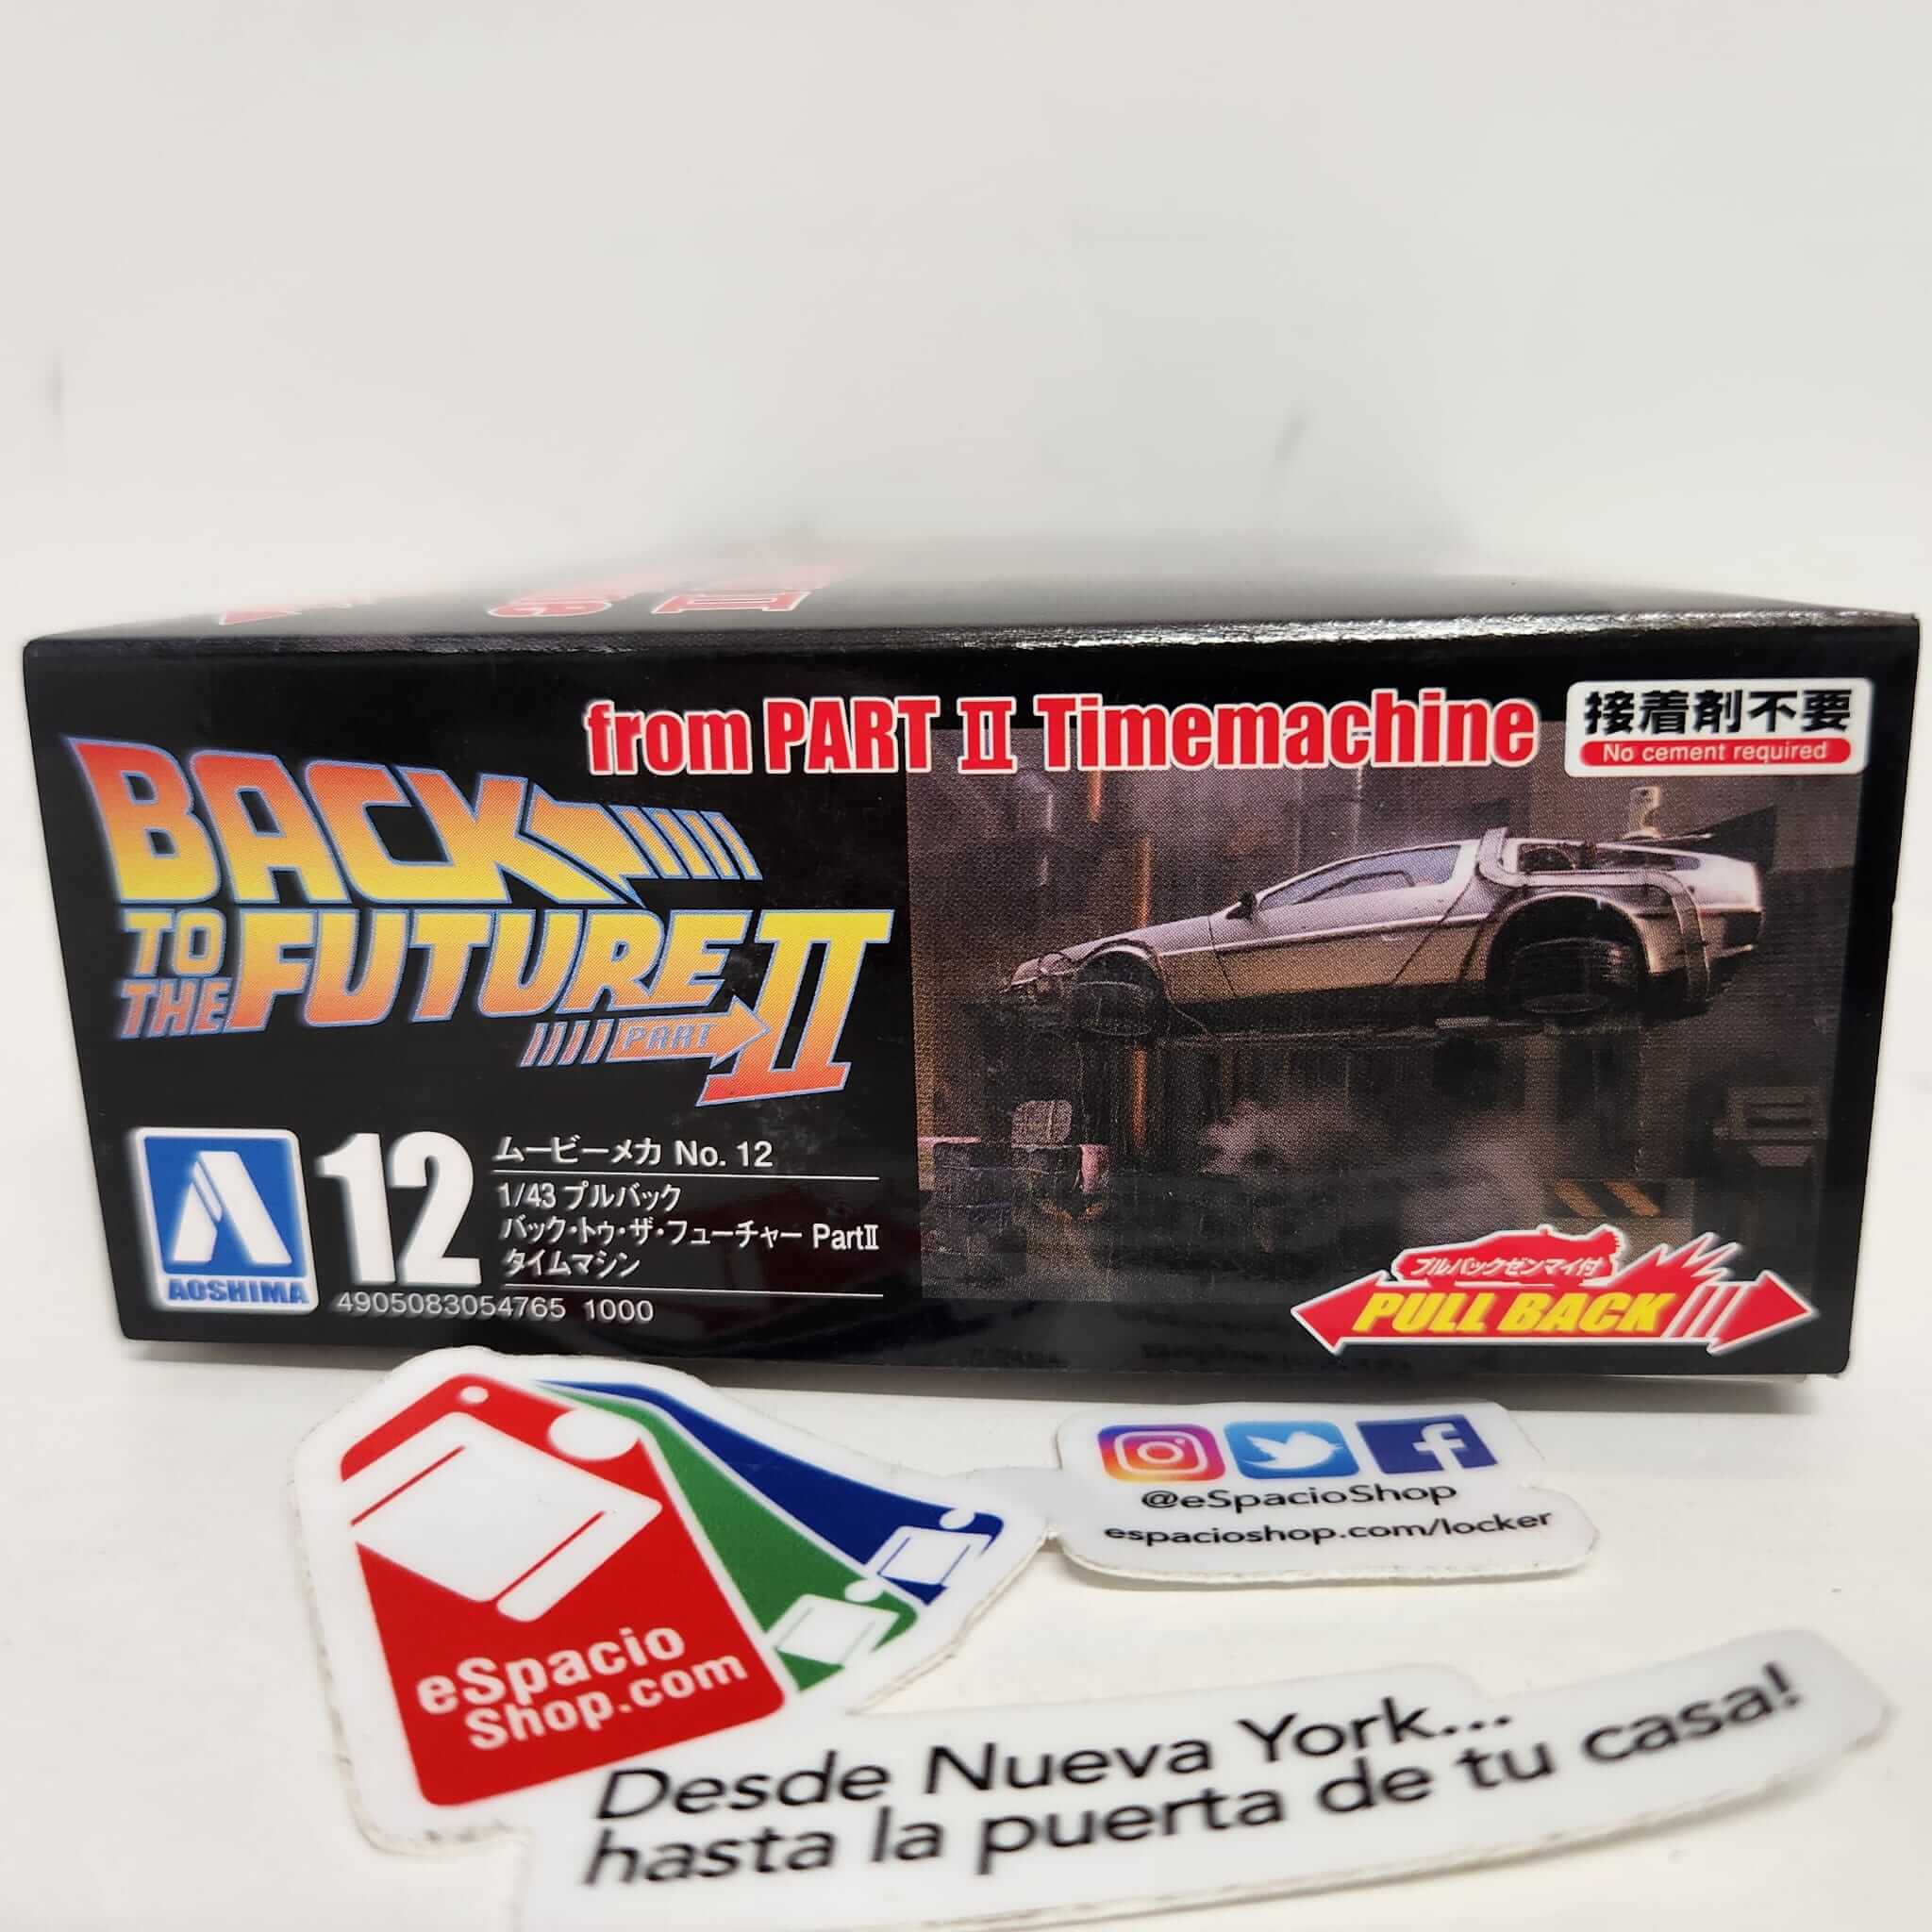 from PART II Timemachine
接着剤不要
No cement required
BACK
TO THE FUTURE
PART II
AOSHIMA
12
ムービーメカ No. 12
1/43 プルバック
バック・トゥ・ザ・フューチャー PartⅡ
タイムマシン
4905083054765 1000
プルバックゼンマイ付
PULL BACK
@eSpacioShop
espacioshop.com/locker
eSpacio
Shop.com
Desde Nueva York...
hasta la puerta de tu casa!